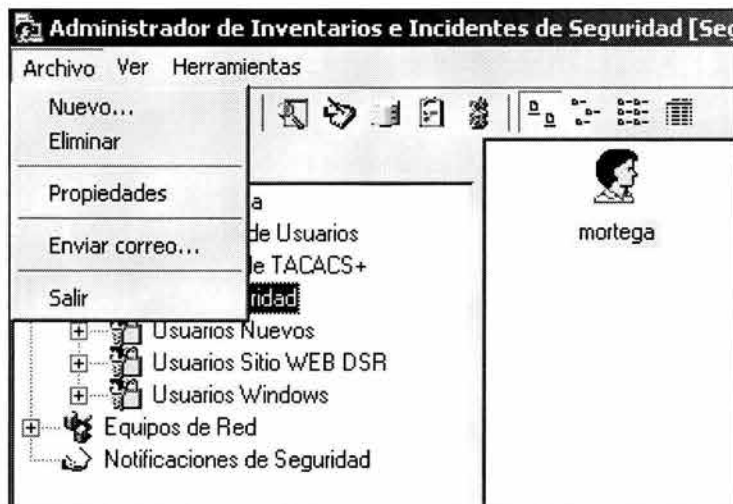 Administrador de Inventarios e Incidentes de Seguridad [Seg
Archivo Ver Herramientas
Nuevo...
Eliminar
Propiedades
Enviar correo...
Salir
a
de Usuarios
de TACACS+
ridad
Usuarios Nuevos
Usuarios Sitio WEB DSR
Usuarios Windows
Equipos de Red
Notificaciones de Seguridad
mortega